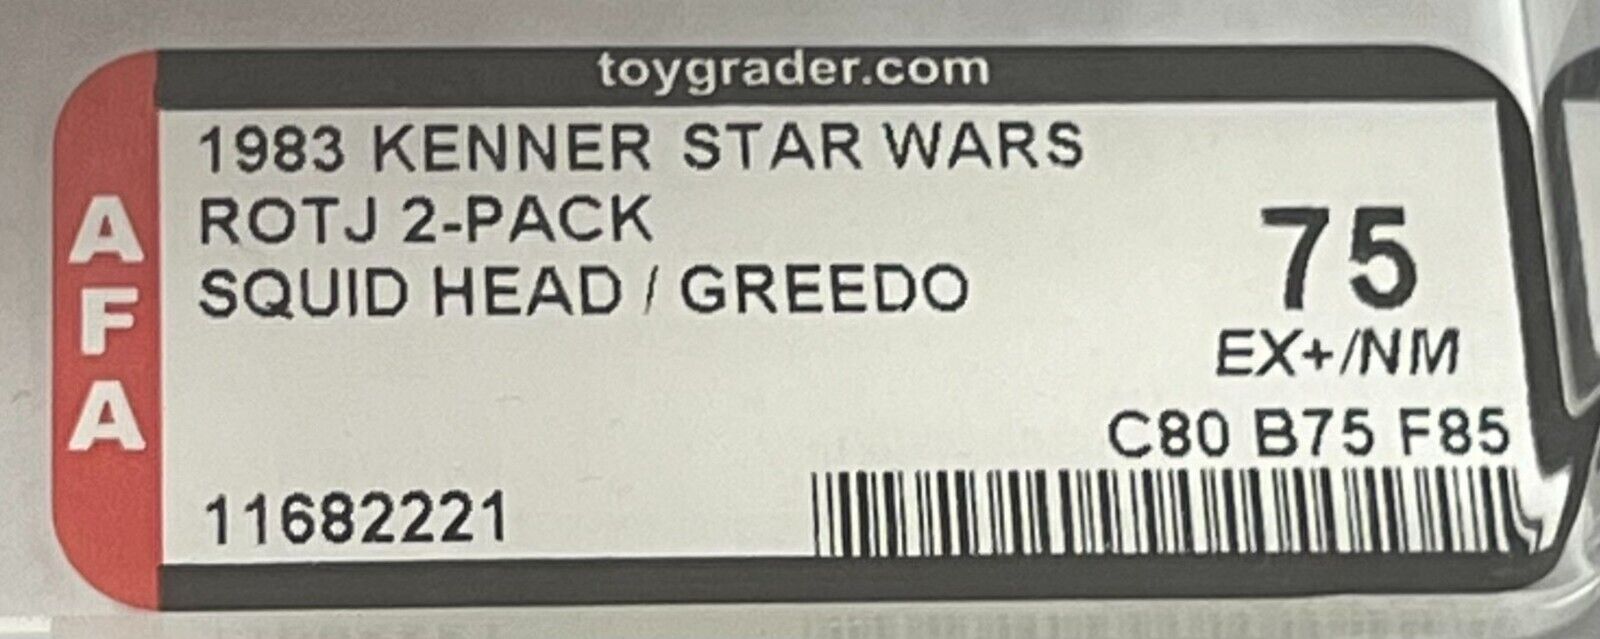 toygrader.com
AFA
1983 KENNER STAR WARS
ROTJ 2-PACK
SQUID HEAD / GREEDO
75
EX+/NM
C80 B75 F85
11682221